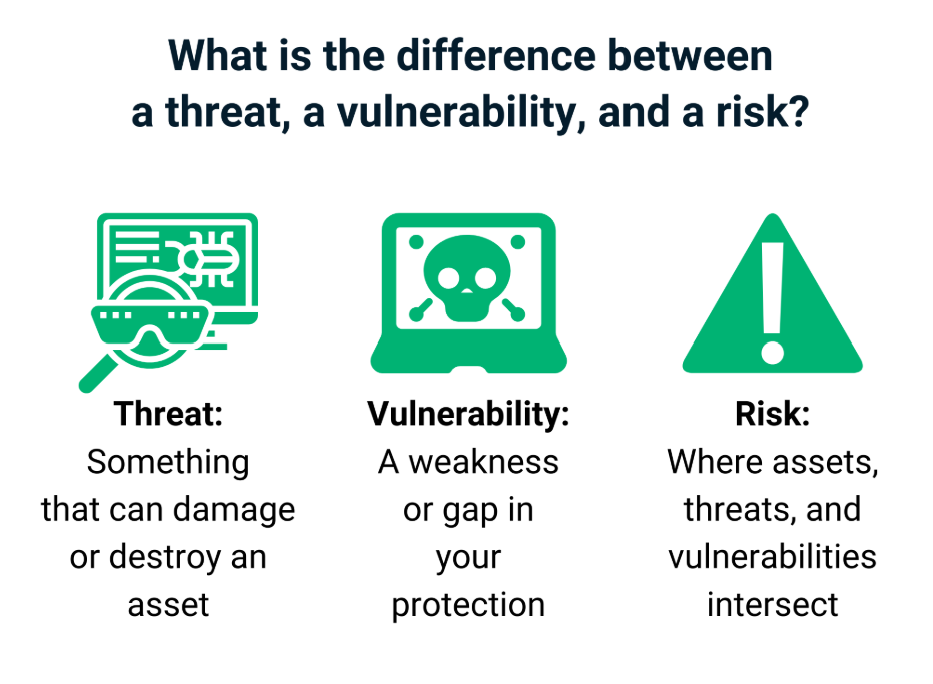 What is the difference between
a threat, a vulnerability, and a risk?
Threat:
Something
that can damage
or destroy an
asset
Vulnerability:
A weakness
or gap in
your
protection
Risk:
Where assets,
threats, and
vulnerabilities
intersect